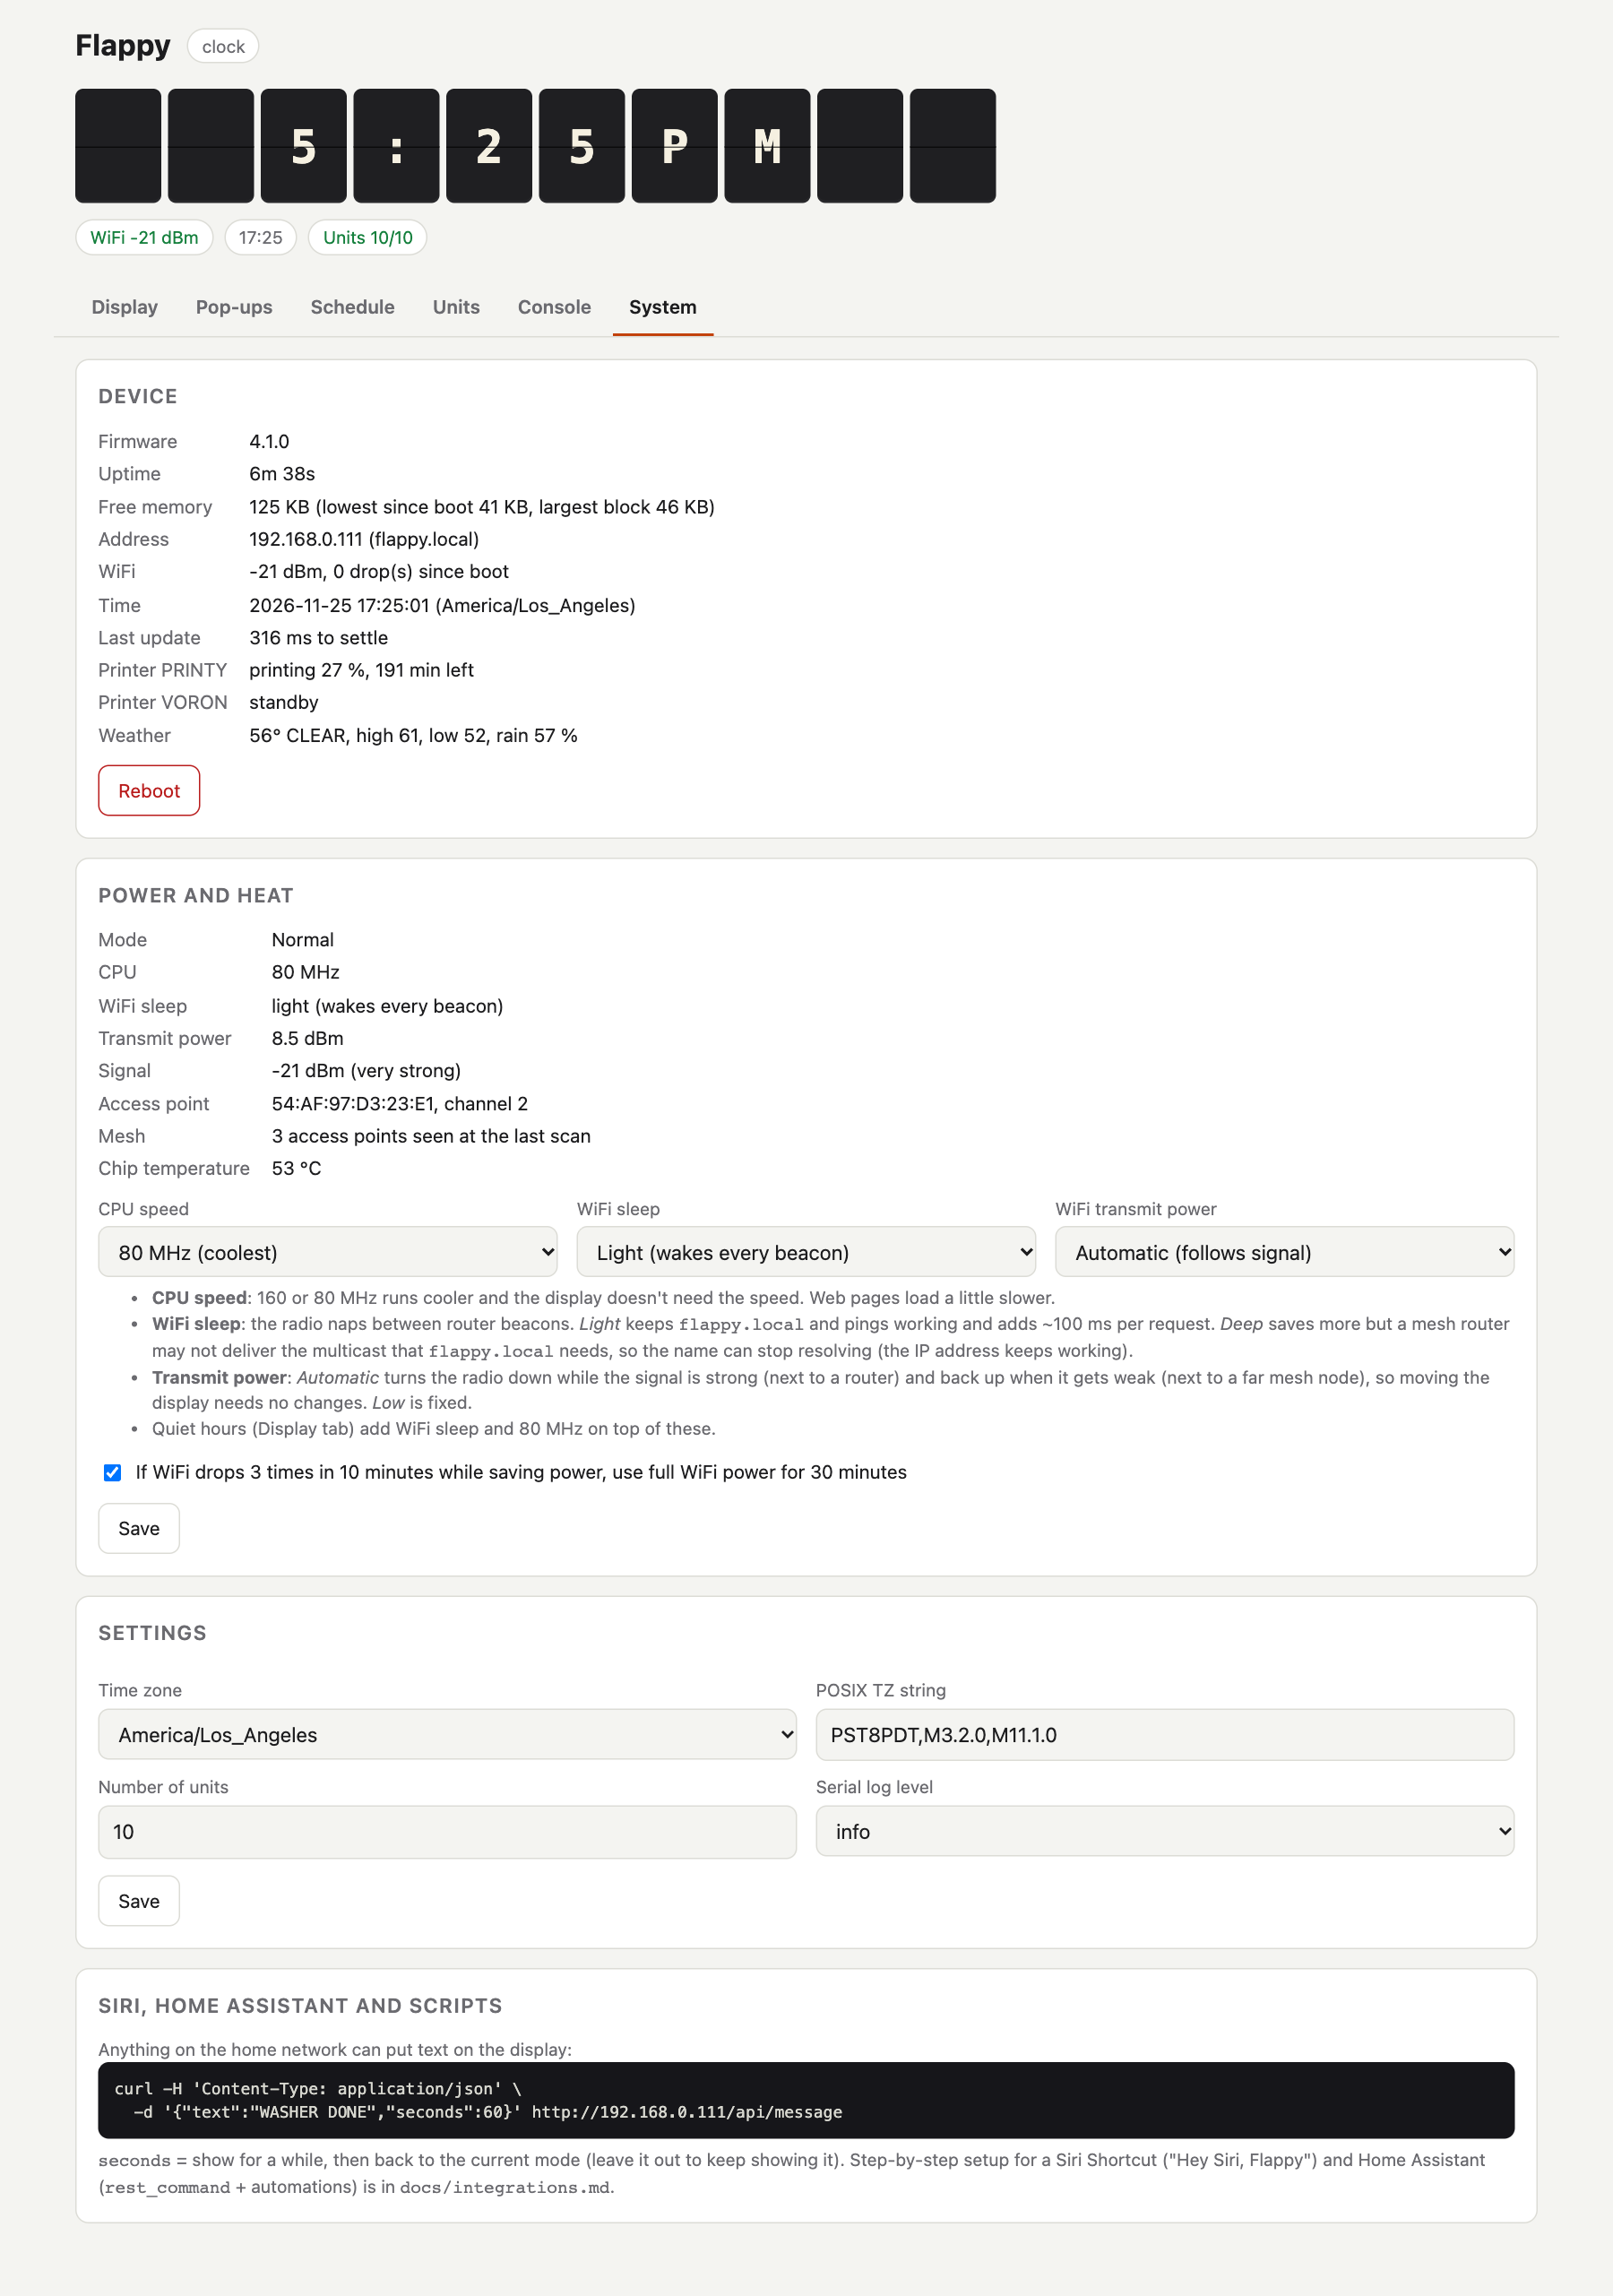 Flappy clock
5 : 2 5 P M
WiFi -21 dBm 17:25 Units 10/10
Display Pop-ups Schedule Units Console System
DEVICE
Firmware 4.1.0
Uptime 6m 38s
Free memory 125 KB (lowest since boot 41 KB, largest block 46 KB)
Address 192.168.0.111 (flappy.local)
WiFi -21 dBm, 0 drop(s) since boot
Time 2026-11-25 17:25:01 (America/Los_Angeles)
Last update 316 ms to settle
Printer PRINTY printing 27 %, 191 min left
Printer VORON standby
Weather 56° CLEAR, high 61, low 52, rain 57 %
Reboot
POWER AND HEAT
Mode Normal
CPU 80 MHz
WiFi sleep light (wakes every beacon)
Transmit power 8.5 dBm
Signal -21 dBm (very strong)
Access point 54:AF:97:D3:23:E1, channel 2
Mesh 3 access points seen at the last scan
Chip temperature 53 °C
CPU speed WiFi sleep WiFi transmit power
80 MHz (coolest) Light (wakes every beacon) Automatic (follows signal)
• CPU speed: 160 or 80 MHz runs cooler and the display doesn't need the speed. Web pages load a little slower.
• WiFi sleep: the radio naps between router beacons. Light keeps flappy.local and pings working and adds ~100 ms per request. Deep saves more but a mesh router
may not deliver the multicast that flappy.local needs, so the name can stop resolving (the IP address keeps working).
• Transmit power: Automatic turns the radio down while the signal is strong (next to a router) and back up when it gets weak (next to a far mesh node), so moving the
display needs no changes. Low is fixed.
• Quiet hours (Display tab) add WiFi sleep and 80 MHz on top of these.
If WiFi drops 3 times in 10 minutes while saving power, use full WiFi power for 30 minutes
Save
SETTINGS
Time zone POSIX TZ string
America/Los_Angeles PST8PDT,M3.2.0,M11.1.0
Number of units Serial log level
10 info
Save
SIRI, HOME ASSISTANT AND SCRIPTS
Anything on the home network can put text on the display:
curl -H 'Content-Type: application/json' \
-d '{"text":"WASHER DONE","seconds":60}' http://192.168.0.111/api/message
seconds = show for a while, then back to the current mode (leave it out to keep showing it). Step-by-step setup for a Siri Shortcut ("Hey Siri, Flappy") and Home Assistant
(rest_command + automations) is in docs/integrations.md.